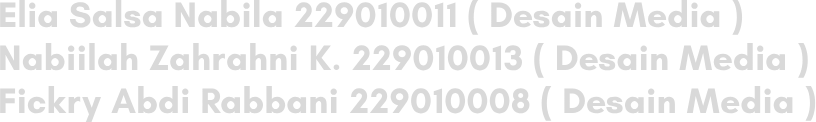 Elia Salsa Nabila 229010011 ( Desain Media )
Nabiilah Zahrahni K. 229010013 ( Desain Media )
Fickry Abdi Rabbani 229010008 ( Desain Media )